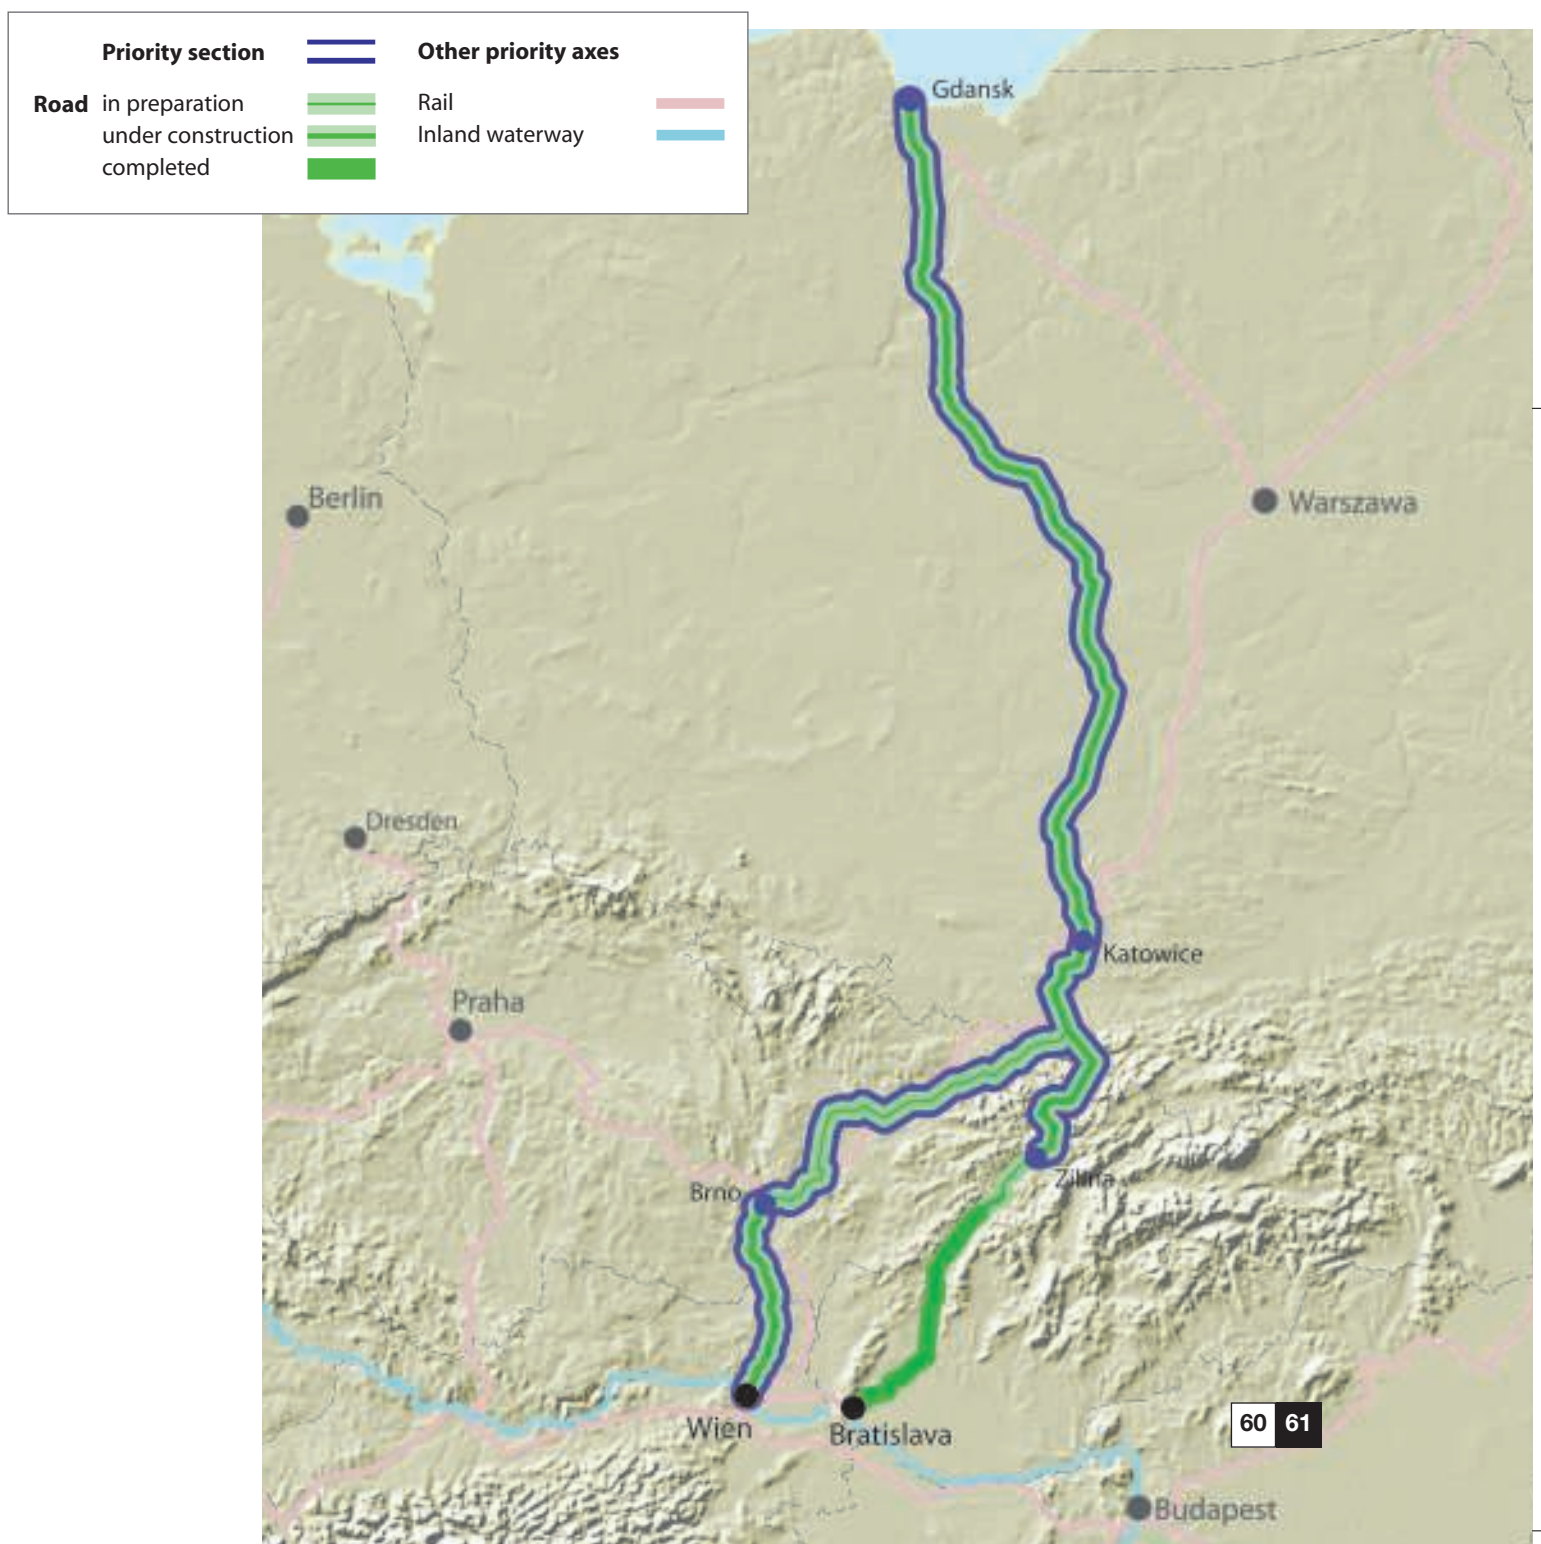 Priority section
Other priority axes
Road in preparation
Rail
under construction
Inland waterway
completed
Gdansk
Berlin
Warszawa
Dresden
Katowice
Praha
Zilina
Brno
Wien
Bratislava
60 61
Budapest